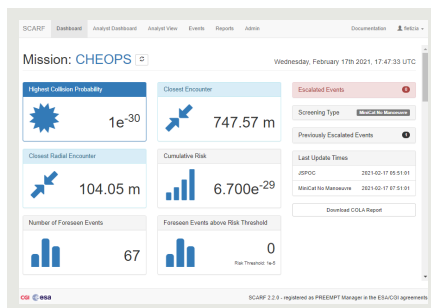 SCARF Dashboard Analyst Dashboard Analyst View Events Reports Admin Documentation felicia
Mission: CHEOPS
Wednesday, February 17th 2021, 17:47:33 UTC
Highest Collision Probability
1e-30
Closest Encounter
747.57 m
Closest Radial Encounter
104.05 m
Cumulative Risk
6.700e-29
Number of Foreseen Events
67
Foreseen Events above Risk Threshold
0
Risk Threshold: 1e-6
Escalated Events
Screening Type MiniCat No Manoeuvre
Previously Escalated Events
Last Update Times
JSPOC 2021-02-17 05:51:01
MiniCat No Manoeuvre 2021-02-17 07:51:01
Download COLA Report
CGI esa
SCARF 2.2.0 - registered as PREEMPT Manager in the ESA/CGI agreements